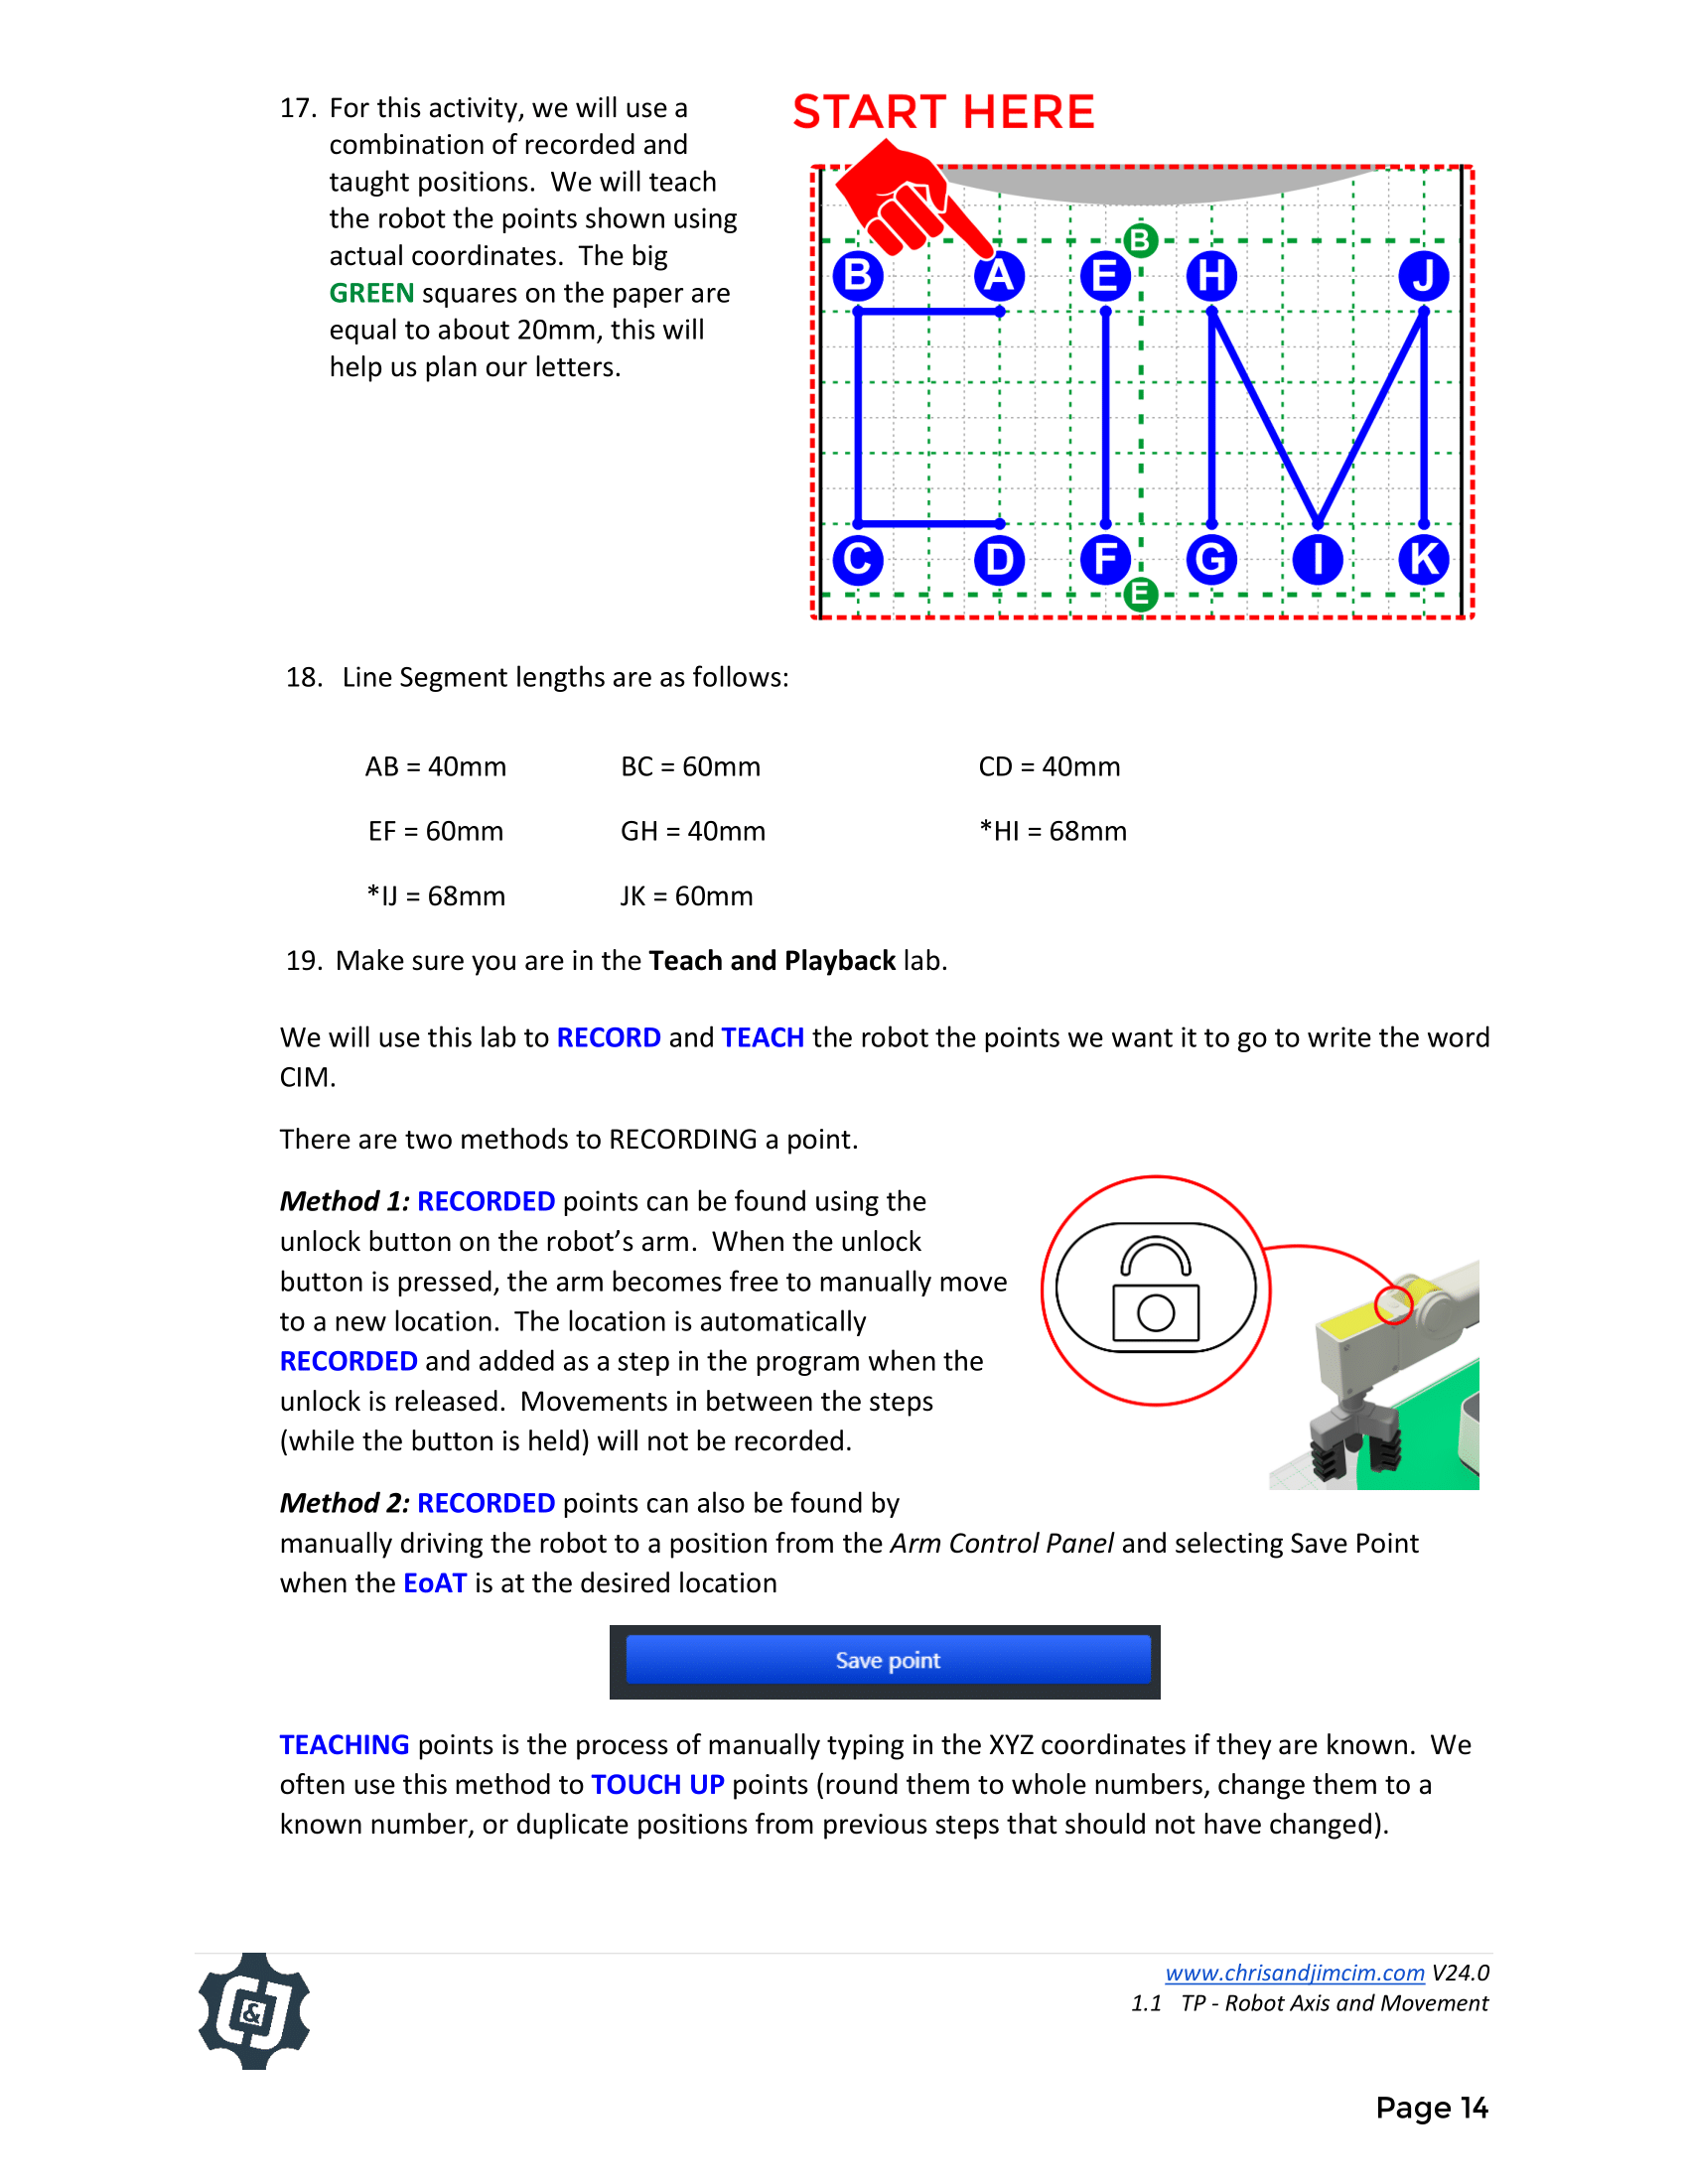 17. For this activity, we will use a
combination of recorded and
taught positions.  We will teach
the robot the points shown using
actual coordinates.  The big
GREEN squares on the paper are
equal to about 20mm, this will
help us plan our letters.
START HERE
B
B A E H J
C D F G I K
E
18. Line Segment lengths are as follows:
AB = 40mm BC = 60mm CD = 40mm
EF = 60mm GH = 40mm *HI = 68mm
*IJ = 68mm JK = 60mm
19. Make sure you are in the Teach and Playback lab.
We will use this lab to RECORD and TEACH the robot the points we want it to go to write the word
CIM.
There are two methods to RECORDING a point.
Method 1: RECORDED points can be found using the
unlock button on the robot’s arm.  When the unlock
button is pressed, the arm becomes free to manually move
to a new location.  The location is automatically
RECORDED and added as a step in the program when the
unlock is released.  Movements in between the steps
(while the button is held) will not be recorded.
Method 2: RECORDED points can also be found by
manually driving the robot to a position from the Arm Control Panel and selecting Save Point
when the EoAT is at the desired location
Save point
TEACHING points is the process of manually typing in the XYZ coordinates if they are known.  We
often use this method to TOUCH UP points (round them to whole numbers, change them to a
known number, or duplicate positions from previous steps that should not have changed).
C&J
www.chrisandjimcim.com V24.0
1.1 TP - Robot Axis and Movement
Page 14